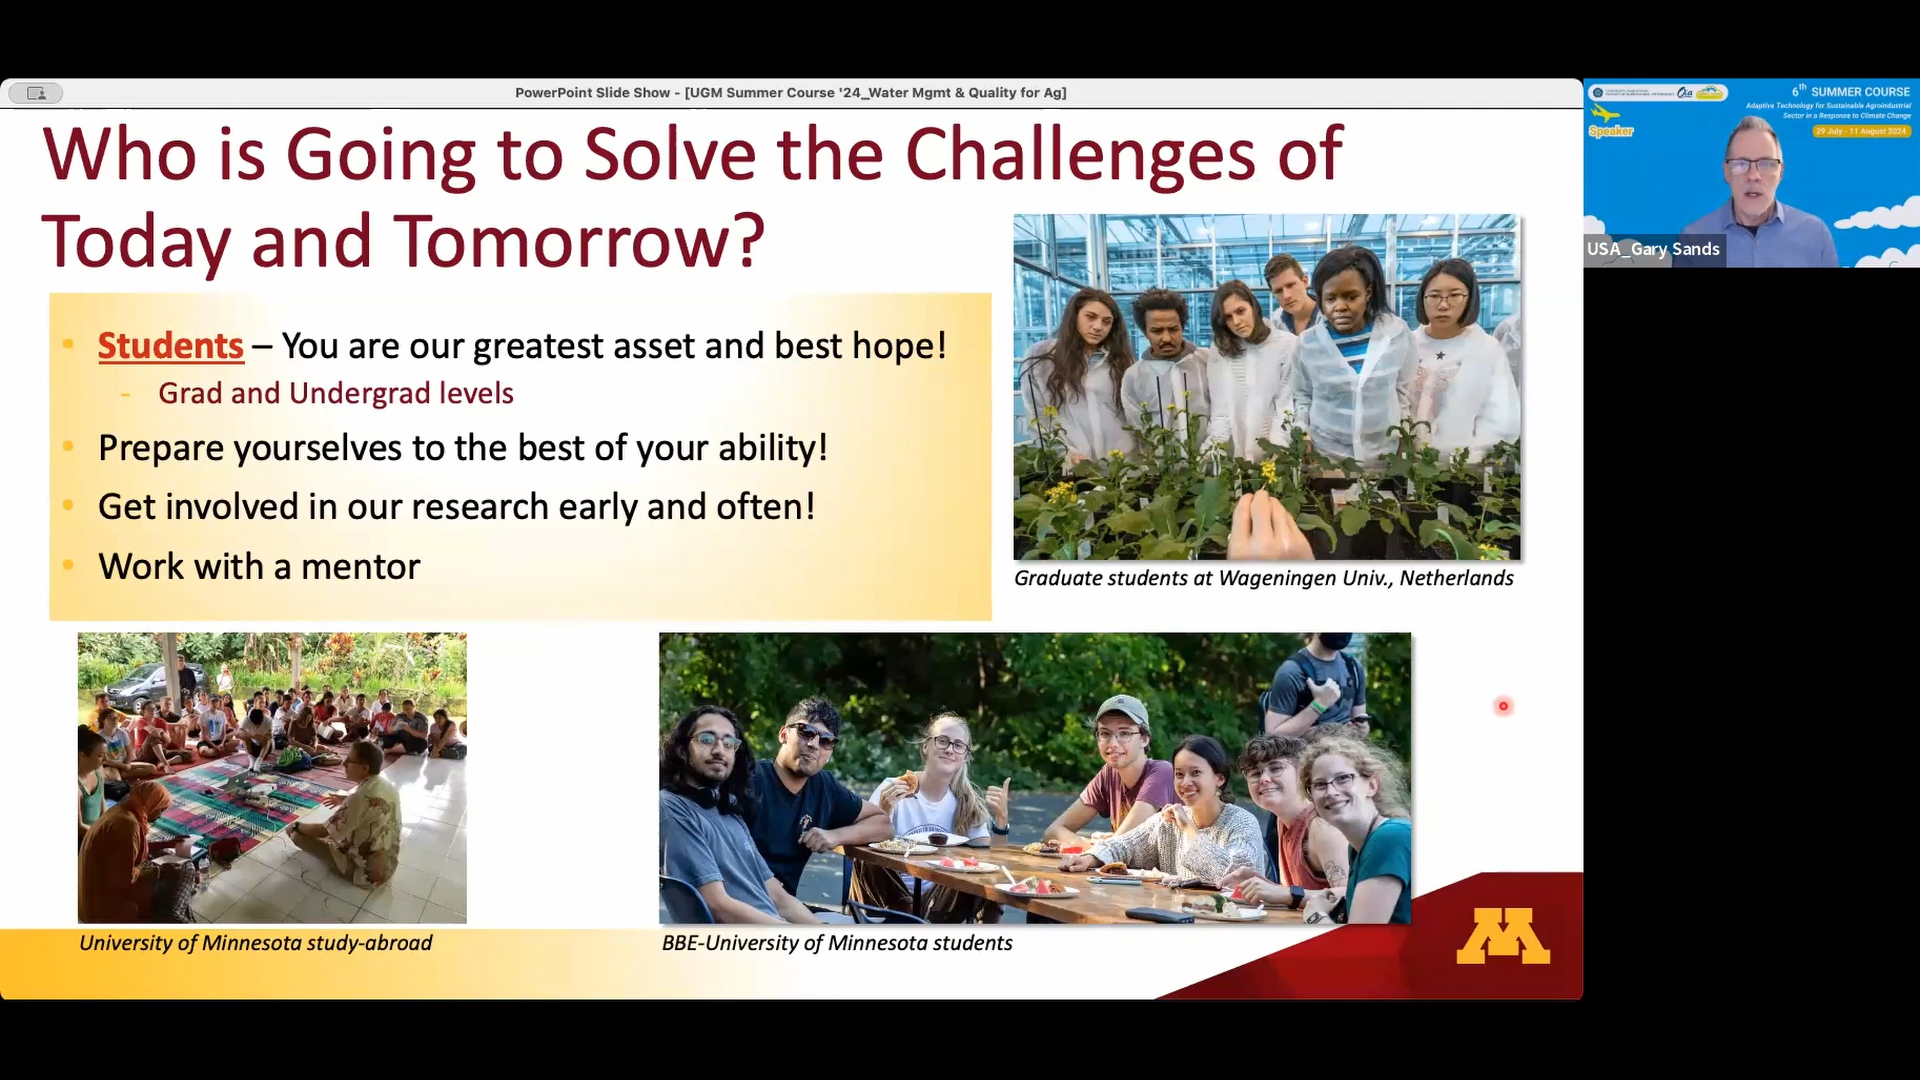 PowerPoint Slide Show - [UGM Summer Course '24_Water Mgmt & Quality for Ag]
Who is Going to Solve the Challenges of
Today and Tomorrow?
• Students – You are our greatest asset and best hope!
- Grad and Undergrad levels
• Prepare yourselves to the best of your ability!
• Get involved in our research early and often!
• Work with a mentor
Graduate students at Wageningen Univ., Netherlands
University of Minnesota study-abroad
BBE-University of Minnesota students
M
6th SUMMER COURSE
Adaptive Technology for Sustainable Agroindustrial
Sector in a Response to Climate Change
29 July - 11 August 2024
Speaker
USA_Gary Sands